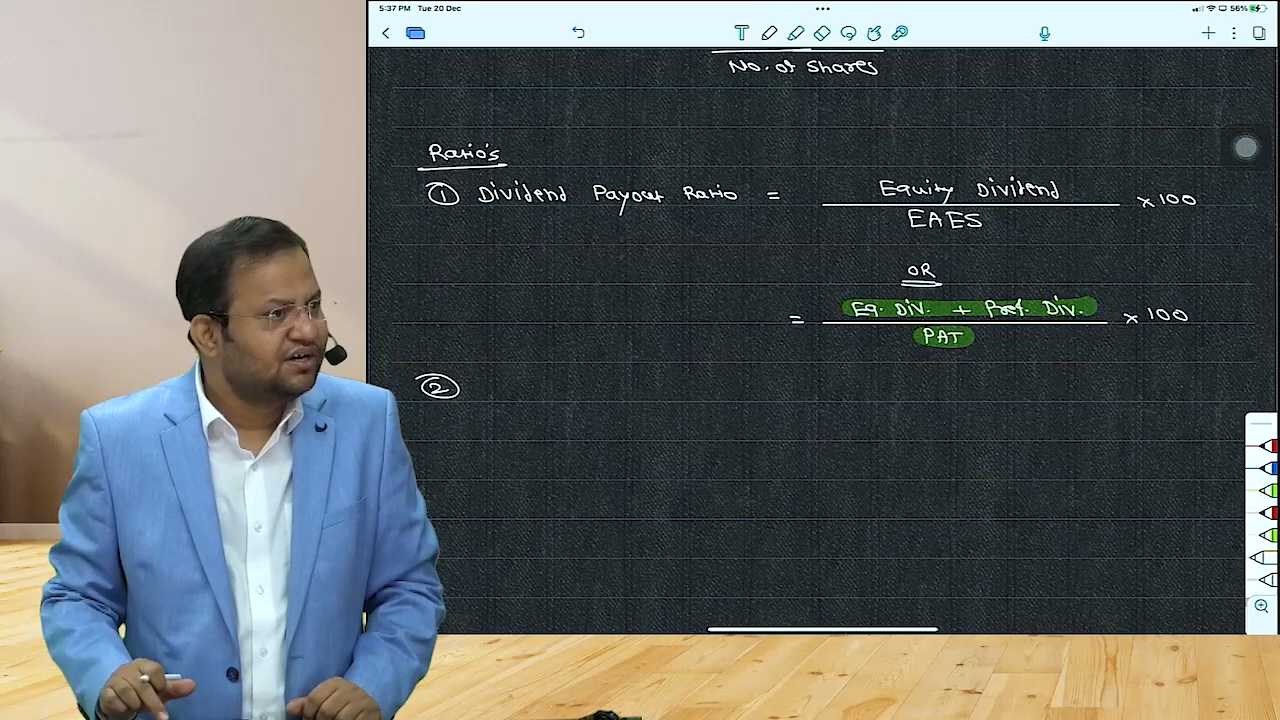 5:37 PM Tue 20 Dec
56%
T
No. of Shares
Ratio's
① Dividend Payout Ratio = Equity Dividend
EAES
× 100
OR
= Eq. Div. + Pref. Div.
PAT
× 100
②